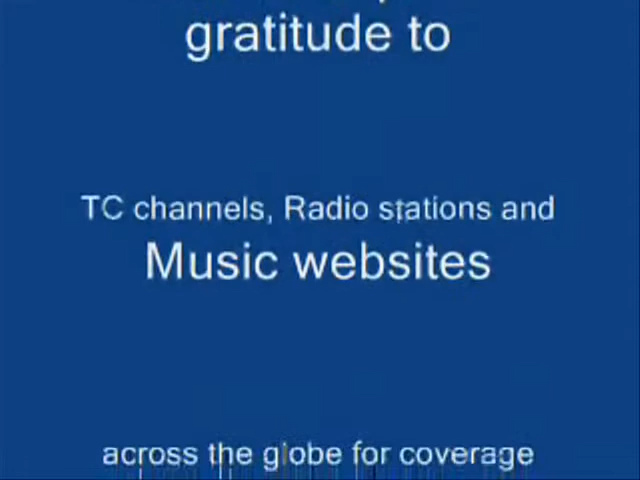 gratitude to
TC channels, Radio stations and
Music websites
across the globe for coverage